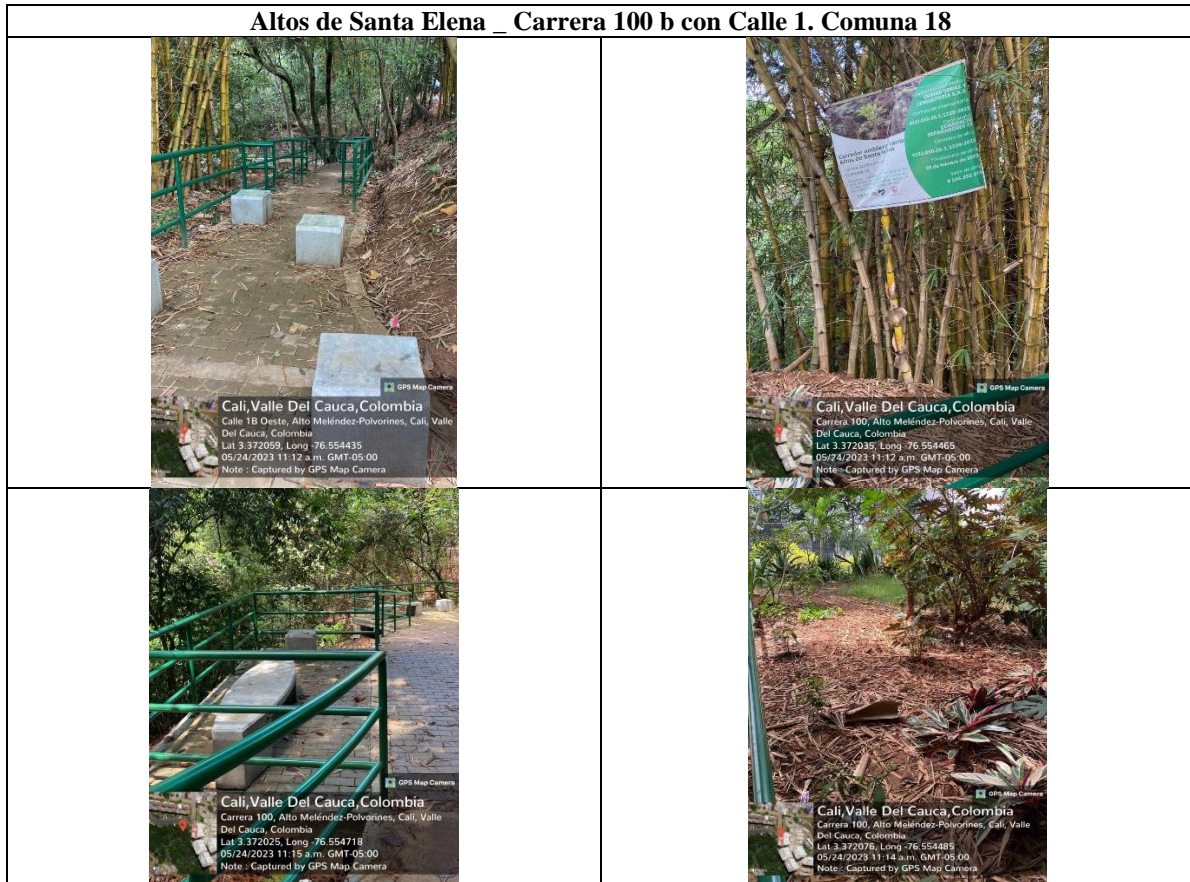 Altos de Santa Elena _ Carrera 100 b con Calle 1. Comuna 18
GPS Map Camera
Cali,Valle Del Cauca,Colombia
Calle 1B Oeste, Alto Meléndez-Polvorines, Cali, Valle
Del Cauca, Colombia
Lat 3.372059, Long -76.554435
05/24/2023 11:12 a.m. GMT-05:00
Note : Captured by GPS Map Camera
Corredor ambiental
Altos de Santa
GPS Map Camera
Cali,Valle Del Cauca,Colombia
Carrera 100, Alto Meléndez-Polvorines, Cali, Valle
Del Cauca, Colombia
Lat 3.372035, Long -76.554465
05/24/2023 11:12 a.m. GMT-05:00
Note : Captured by GPS Map Camera
GPS Map Camera
Cali,Valle Del Cauca,Colombia
Carrera 100, Alto Meléndez-Polvorines, Cali, Valle
Del Cauca, Colombia
Lat 3.372025, Long -76.554718
05/24/2023 11:15 a.m. GMT-05:00
Note : Captured by GPS Map Camera
GPS Map Camera
Cali,Valle Del Cauca,Colombia
Carrera 100, Alto Meléndez-Polvorines, Cali, Valle
Del Cauca, Colombia
Lat 3.372076, Long -76.554485
05/24/2023 11:14 a.m. GMT-05:00
Note : Captured by GPS Map Camera